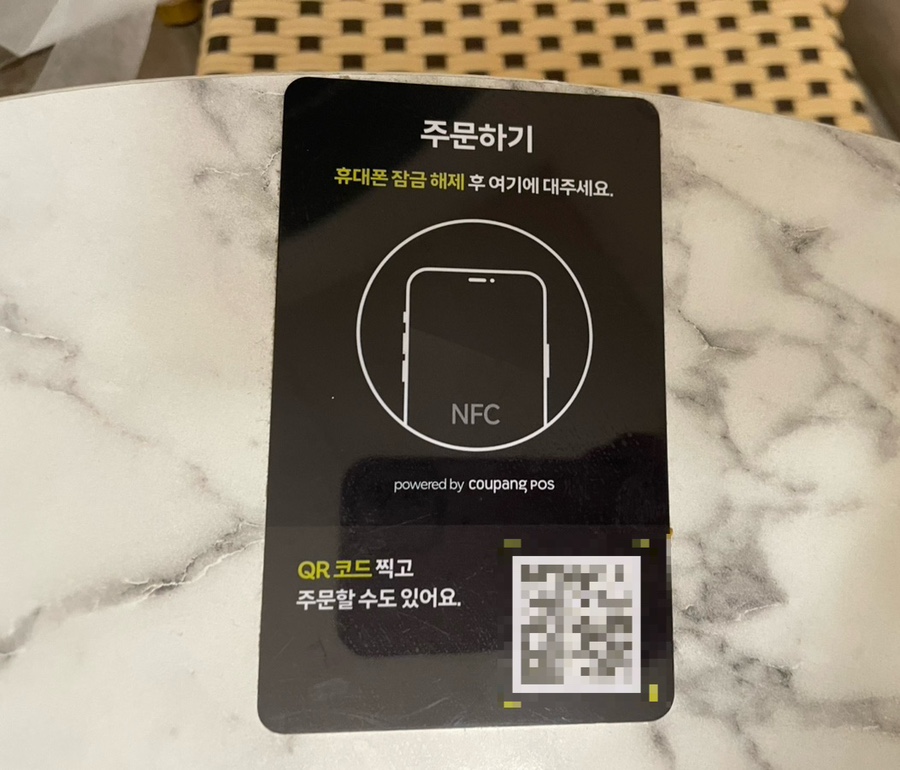 주문하기
휴대폰 잠금 해제 후 여기에 대주세요.
NFC
powered by coupang POS
QR 코드 찍고
주문할 수도 있어요.